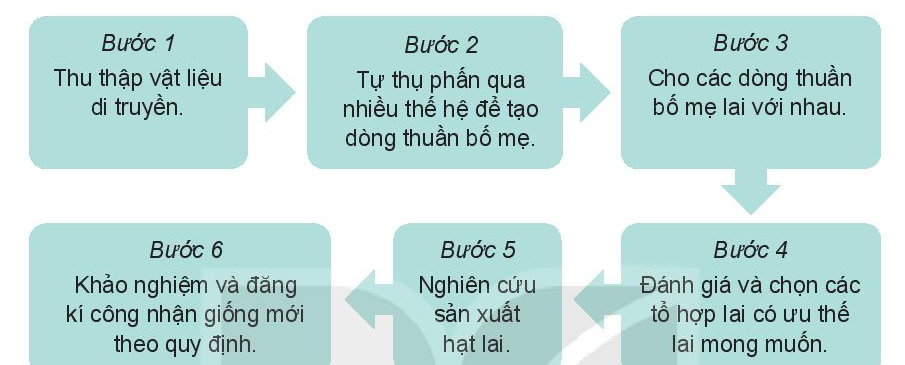 Bước 1
Thu thập vật liệu
di truyền.
Bước 2
Tự thụ phấn qua
nhiều thế hệ để tạo
dòng thuần bố mẹ.
Bước 3
Cho các dòng thuần
bố mẹ lai với nhau.
Bước 4
Đánh giá và chọn các
tổ hợp lai có ưu thế
lai mong muốn.
Bước 5
Nghiên cứu
sản xuất
hạt lai.
Bước 6
Khảo nghiệm và đăng
kí công nhận giống mới
theo quy định.